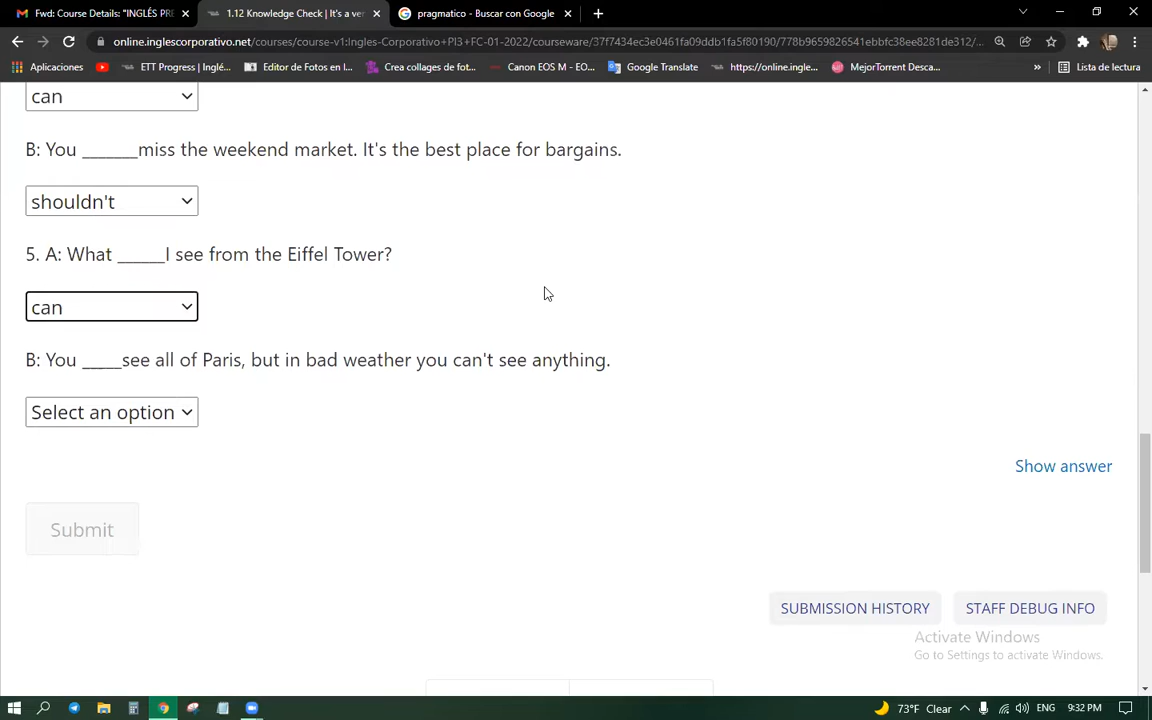 Fwd: Course Details: "INGLÉS PRE
1.12 Knowledge Check | It's a ver
pragmatico - Buscar con Google
online.inglescorporativo.net/courses/course-v1:Ingles-Corporativo+PI3+FC-01-2022/courseware/37f7434ec3e0461fa09ddb1fa5f80190/778b9659826541ebbfc38ee8281de312/...
Aplicaciones
ETT Progress | Inglé...
Editor de Fotos en l...
Crea collages de fot...
Canon EOS M - EO...
Google Translate
https://online.ingle...
MejorTorrent Desca...
»
Lista de lectura
can
B: You _______miss the weekend market. It's the best place for bargains.
shouldn't
5. A: What ______I see from the Eiffel Tower?
can
B: You _____see all of Paris, but in bad weather you can't see anything.
Select an option
Show answer
Submit
SUBMISSION HISTORY
STAFF DEBUG INFO
Activate Windows
Go to Settings to activate Windows.
73°F Clear
ENG
9:32 PM